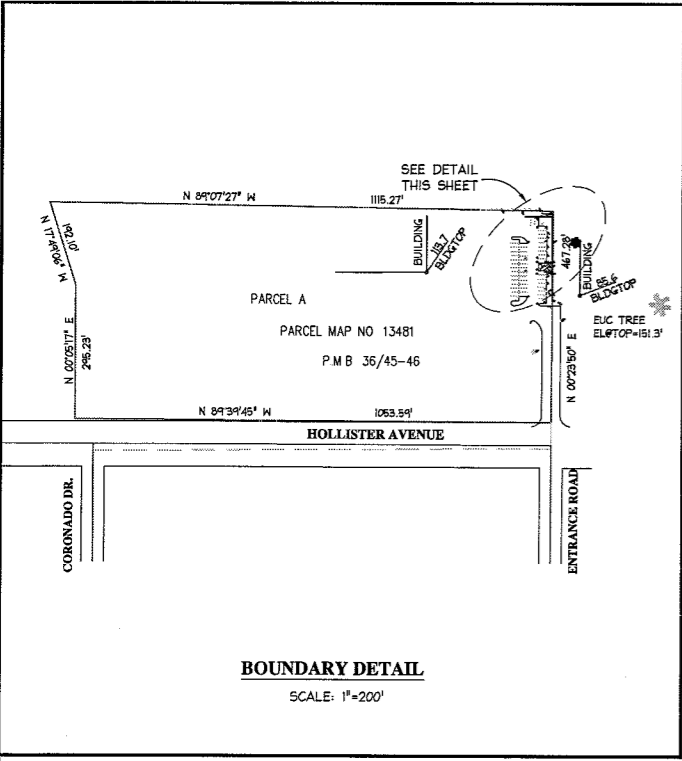 SEE DETAIL
THIS SHEET
N 89°07'27" W
1115.27'
N 17°49'06" W
192.10'
BUILDING
113.7
BLDGTOP
467.28'
BUILDING
85.6
BLDGTOP
EUC TREE
EL@TOP=151.3'
PARCEL A
PARCEL MAP NO 13481
P.M B 36/45-46
N 00°05'17" E
295.23'
N 00°23'50" E
N 89°39'45" W
1053.59'
HOLLISTER AVENUE
CORONADO DR.
ENTRANCE ROAD
BOUNDARY DETAIL
SCALE: 1"=200'